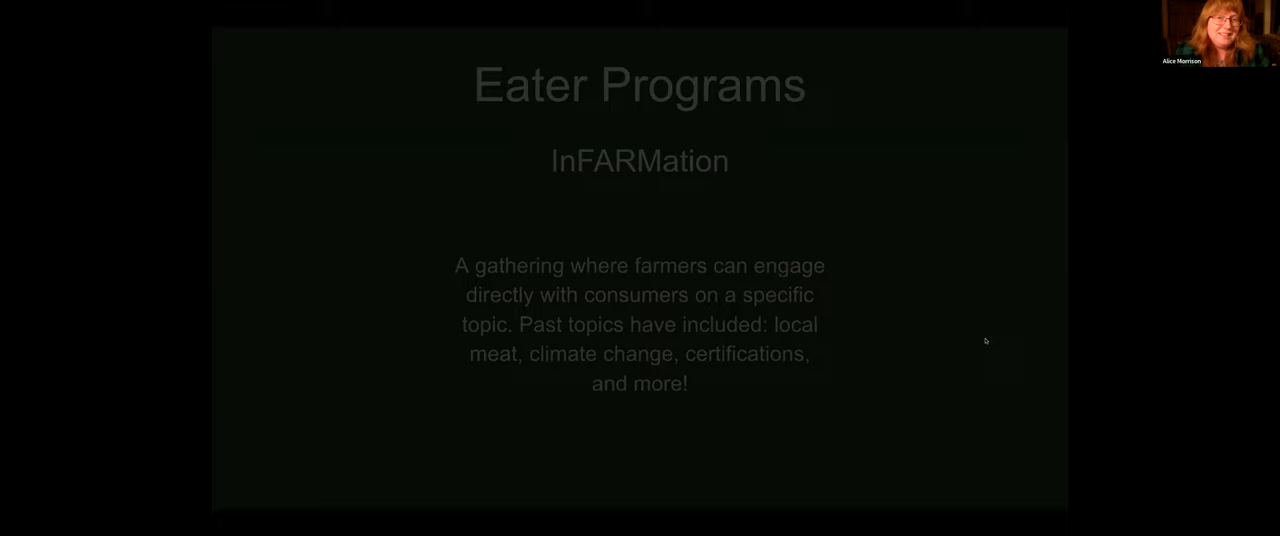 Eater Programs
Alice Morrison
InFARMation
A gathering where farmers can engage
directly with consumers on a specific
topic. Past topics have included: local
meat, climate change, certifications,
and more!